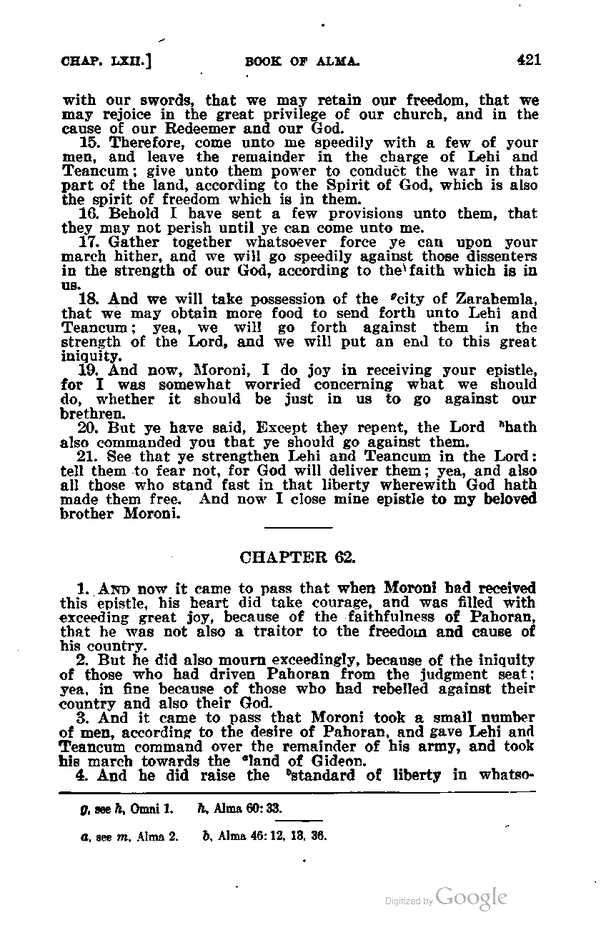 CHAP. LXII.] BOOK OF ALMA. 421
with our swords, that we may retain our freedom, that we
may rejoice in the great privilege of our church, and in the
cause of our Redeemer and our God.
15. Therefore, come unto me speedily with a few of your
men, and leave the remainder in the charge of Lehi and
Teancum; give unto them power to conduct the war in that
part of the land, according to the Spirit of God, which is also
the spirit of freedom which is in them.
16. Behold I have sent a few provisions unto them, that
they may not perish until ye can come unto me.
17. Gather together whatsoever force ye can upon your
march hither, and we will go speedily against those dissenters
in the strength of our God, according to the faith which is in
us.
18. And we will take possession of the gcity of Zarahemla,
that we may obtain more food to send forth unto Lehi and
Teancum; yea, we will go forth against them in the
strength of the Lord, and we will put an end to this great
iniquity.
19. And now, Moroni, I do joy in receiving your epistle,
for I was somewhat worried concerning what we should
do, whether it should be just in us to go against our
brethren.
20. But ye have said, Except they repent, the Lord hhath
also commanded you that ye should go against them.
21. See that ye strengthen Lehi and Teancum in the Lord:
tell them to fear not, for God will deliver them; yea, and also
all those who stand fast in that liberty wherewith God hath
made them free. And now I close mine epistle to my beloved
brother Moroni.
CHAPTER 62.
1. AND now it came to pass that when Moroni had received
this epistle, his heart did take courage, and was filled with
exceeding great joy, because of the faithfulness of Pahoran,
that he was not also a traitor to the freedom and cause of
his country.
2. But he did also mourn exceedingly, because of the iniquity
of those who had driven Pahoran from the judgment seat;
yea, in fine because of those who had rebelled against their
country and also their God.
3. And it came to pass that Moroni took a small number
of men, according to the desire of Pahoran, and gave Lehi and
Teancum command over the remainder of his army, and took
his march towards the aland of Gideon.
4. And he did raise the bstandard of liberty in whatso-
g, see h, Omni 1. h, Alma 60:33.
a, see m, Alma 2. b, Alma 46:12, 13, 36.
Digitized by Google